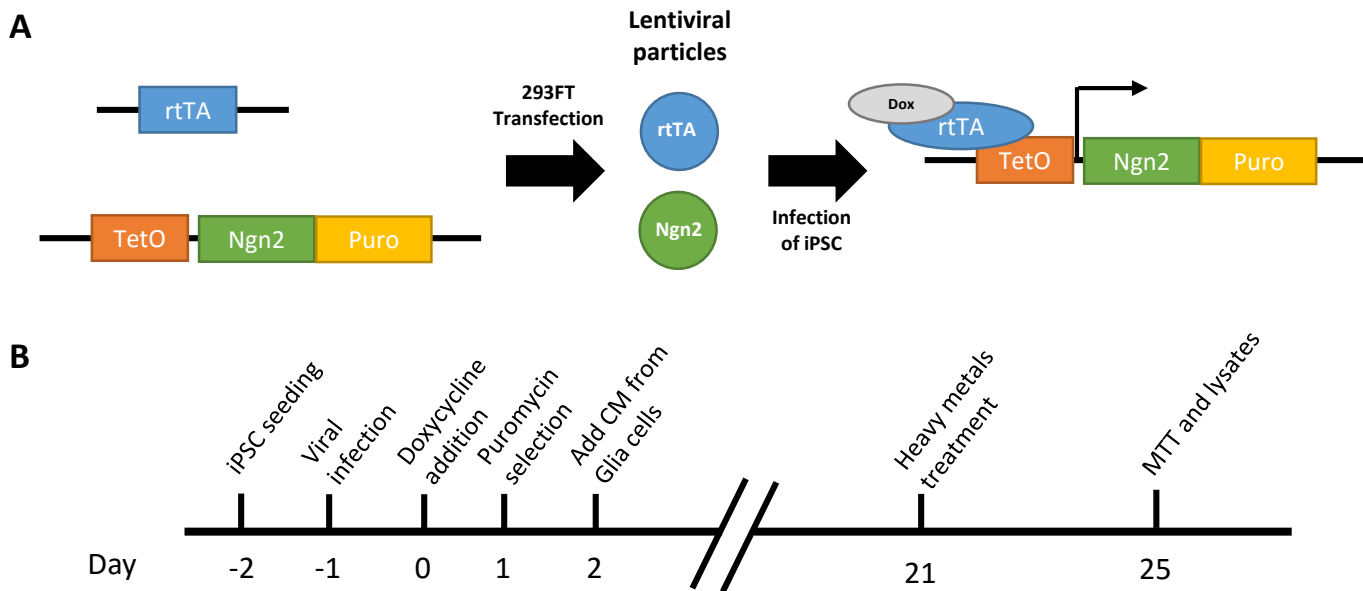 A
Lentiviral
particles
rtTA
293FT
Transfection
rtTA
Dox
rtTA
TetO
Ngn2
Puro
TetO
Ngn2
Puro
Ngn2
Infection
of iPSC
B
iPSC seeding
Viral
infection
Doxycycline
addition
Puromycin
selection
Add CM from
Glia cells
Heavy metals
treatment
MTT and lysates
Day
-2
-1
0
1
2
21
25